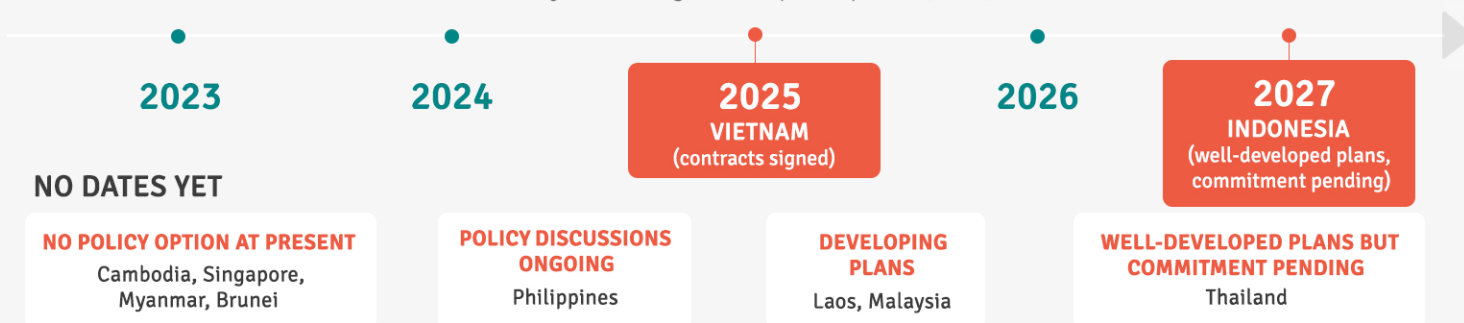 2023
2024
2025
VIETNAM
(contracts signed)
2026
2027
INDONESIA
(well-developed plans,
commitment pending)
NO DATES YET
NO POLICY OPTION AT PRESENT
Cambodia, Singapore,
Myanmar, Brunei
POLICY DISCUSSIONS
ONGOING
Philippines
DEVELOPING
PLANS
Laos, Malaysia
WELL-DEVELOPED PLANS BUT
COMMITMENT PENDING
Thailand